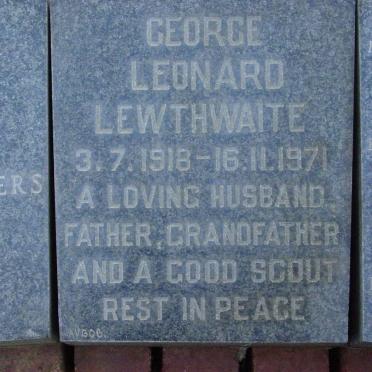 GEORGE
LEONARD
LEWTHWAITE
3.7.1918-16.11.1971
A LOVING HUSBAND,
FATHER, GRANDFATHER
AND A GOOD SCOUT
REST IN PEACE